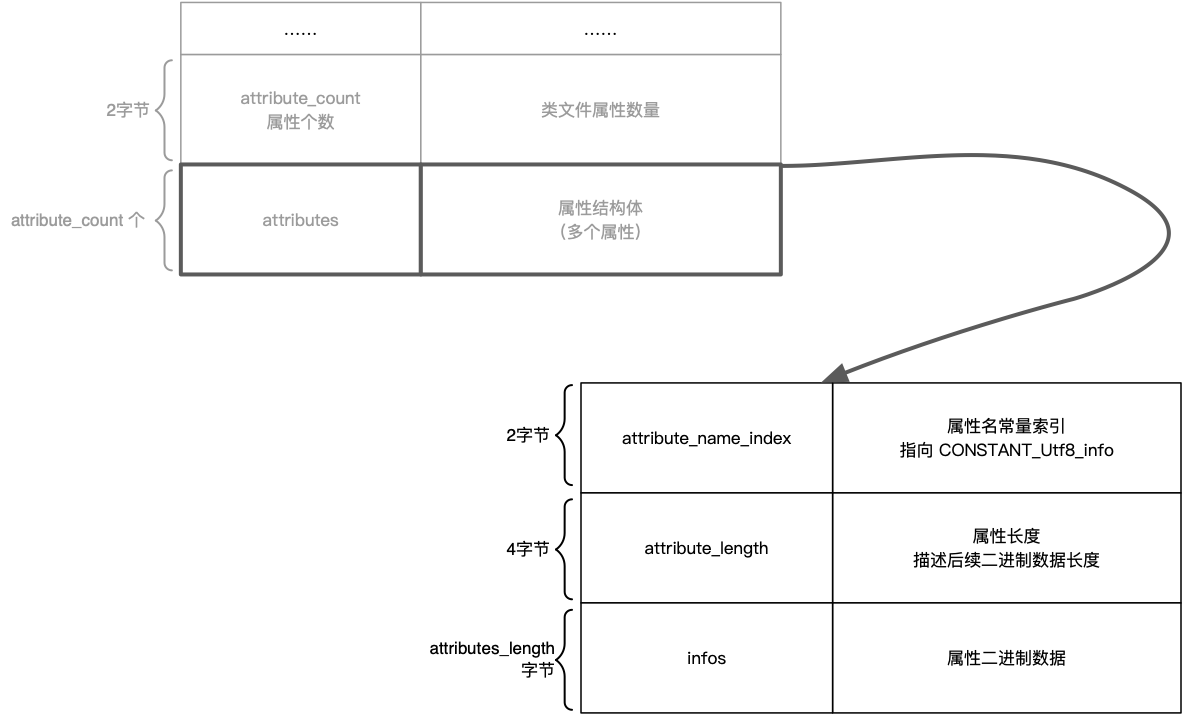 ……
……
2字节
attribute_count
属性个数
类文件属性数量
attribute_count 个
attributes
属性结构体
（多个属性）
2字节
attribute_name_index
属性名常量索引
指向 CONSTANT_Utf8_info
4字节
attribute_length
属性长度
描述后续二进制数据长度
attributes_length
字节
infos
属性二进制数据